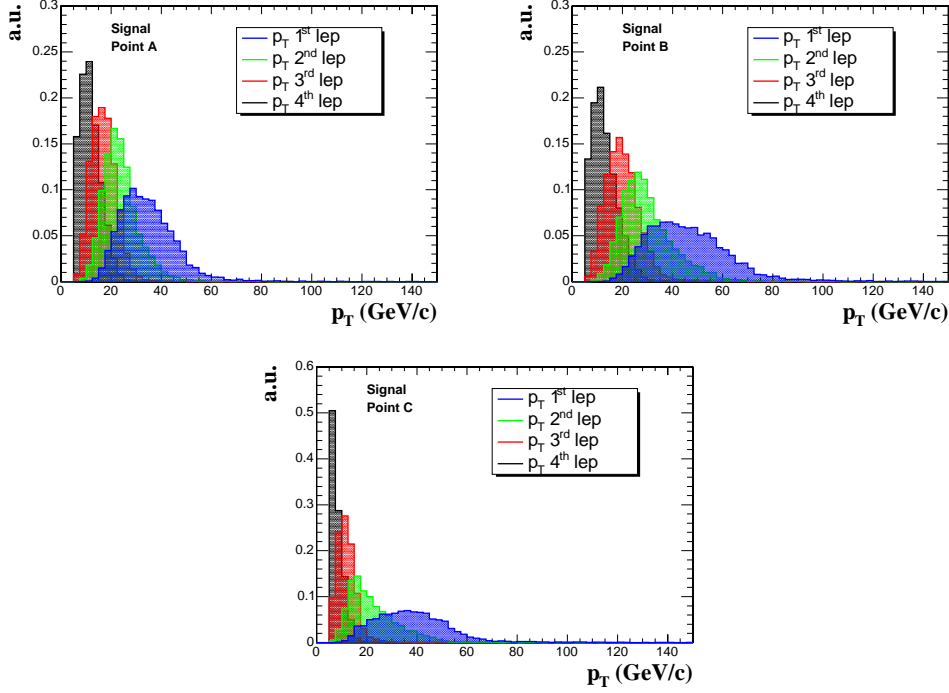 a.u.
0.3
0.25
0.2
0.15
0.1
0.05
0
Signal
Point A
p_T 1^st lep
p_T 2^nd lep
p_T 3^rd lep
p_T 4^th lep
0 20 40 60 80 100 120 140
p_T (GeV/c)
a.u.
0.3
0.25
0.2
0.15
0.1
0.05
0
Signal
Point B
p_T 1^st lep
p_T 2^nd lep
p_T 3^rd lep
p_T 4^th lep
0 20 40 60 80 100 120 140
p_T (GeV/c)
a.u.
0.6
0.5
0.4
0.3
0.2
0.1
0
Signal
Point C
p_T 1^st lep
p_T 2^nd lep
p_T 3^rd lep
p_T 4^th lep
0 20 40 60 80 100 120 140
p_T (GeV/c)